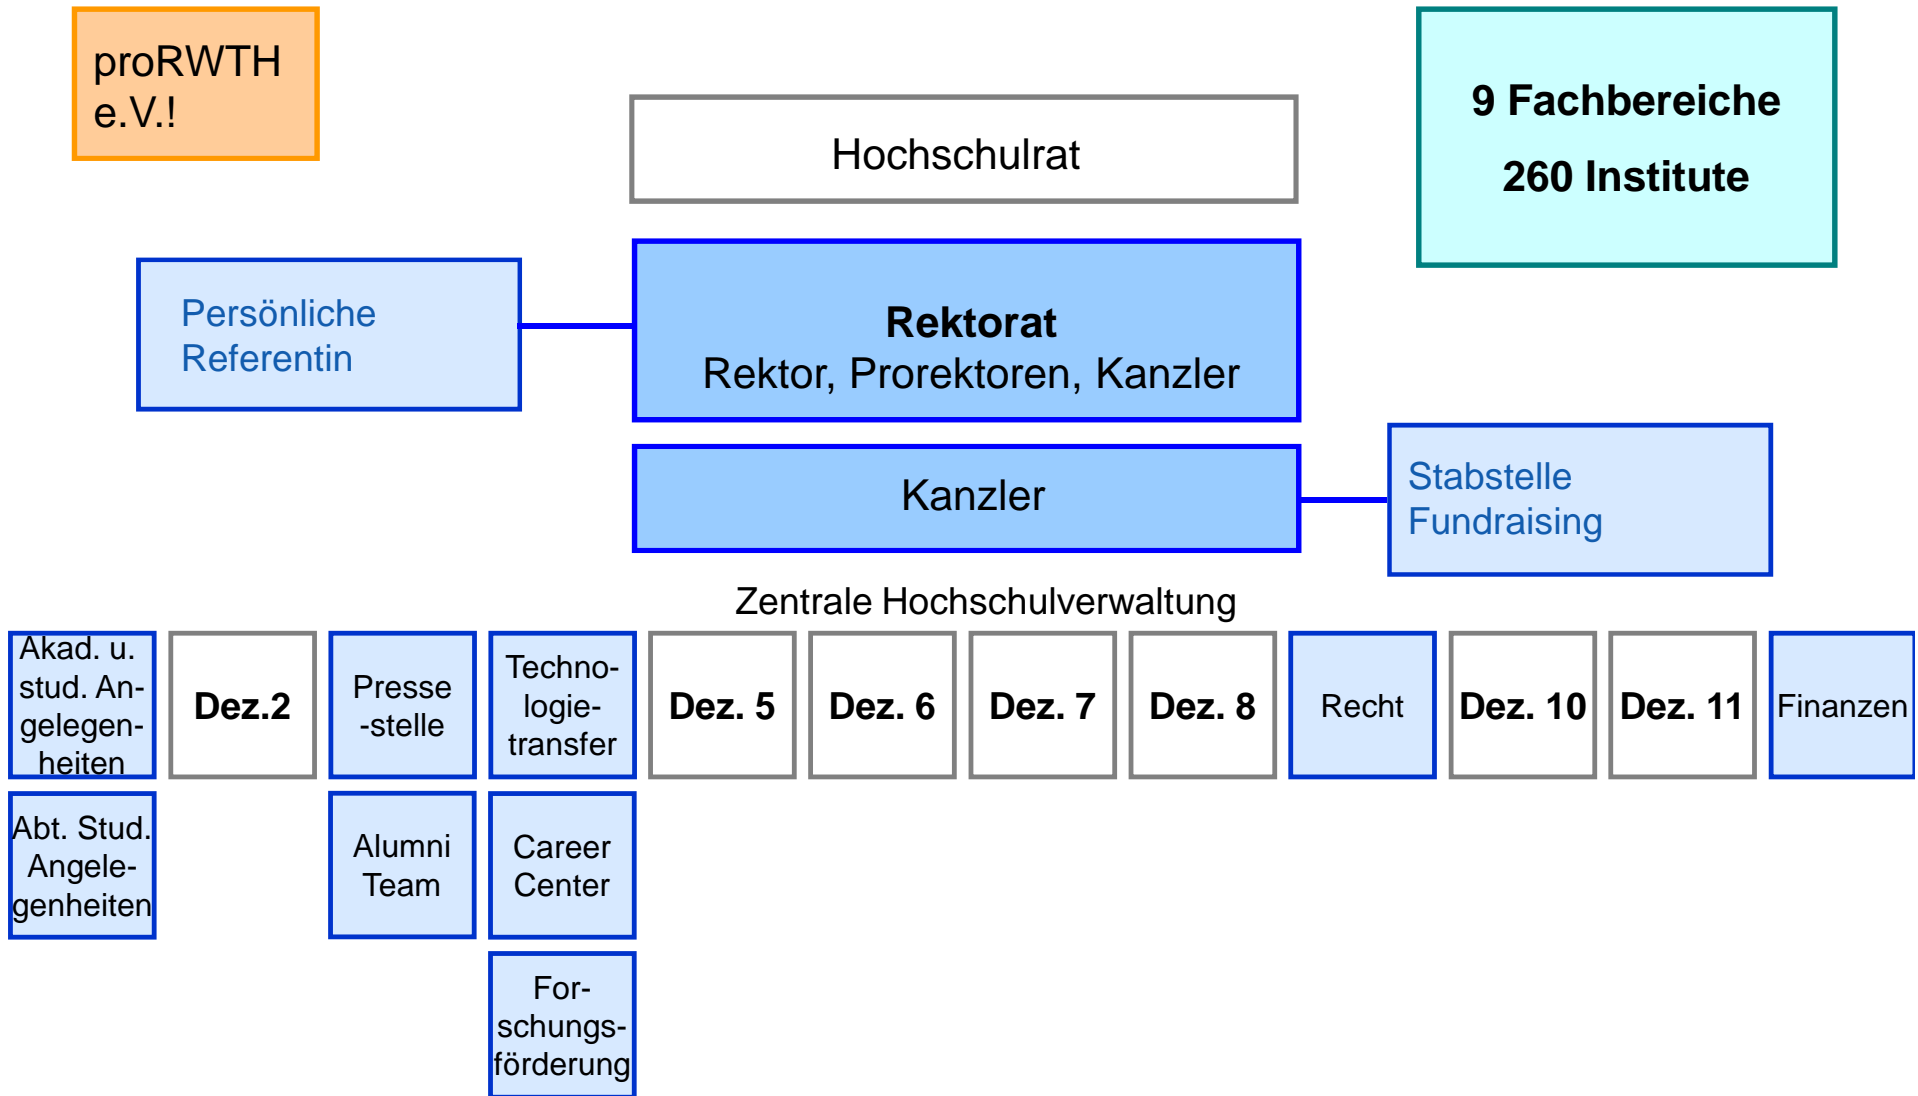 proRWTH
e.V.!
Hochschulrat
9 Fachbereiche
260 Institute
Persönliche
Referentin
Rektorat
Rektor, Prorektoren, Kanzler
Kanzler
Stabstelle
Fundraising
Zentrale Hochschulverwaltung
Akad. u.
stud. An-
gelegen-
heiten
Dez.2
Presse
-stelle
Techno-
logie-
transfer
Dez. 5
Dez. 6
Dez. 7
Dez. 8
Recht
Dez. 10
Dez. 11
Finanzen
Abt. Stud.
Angele-
genheiten
Alumni
Team
Career
Center
For-
schungs-
förderung